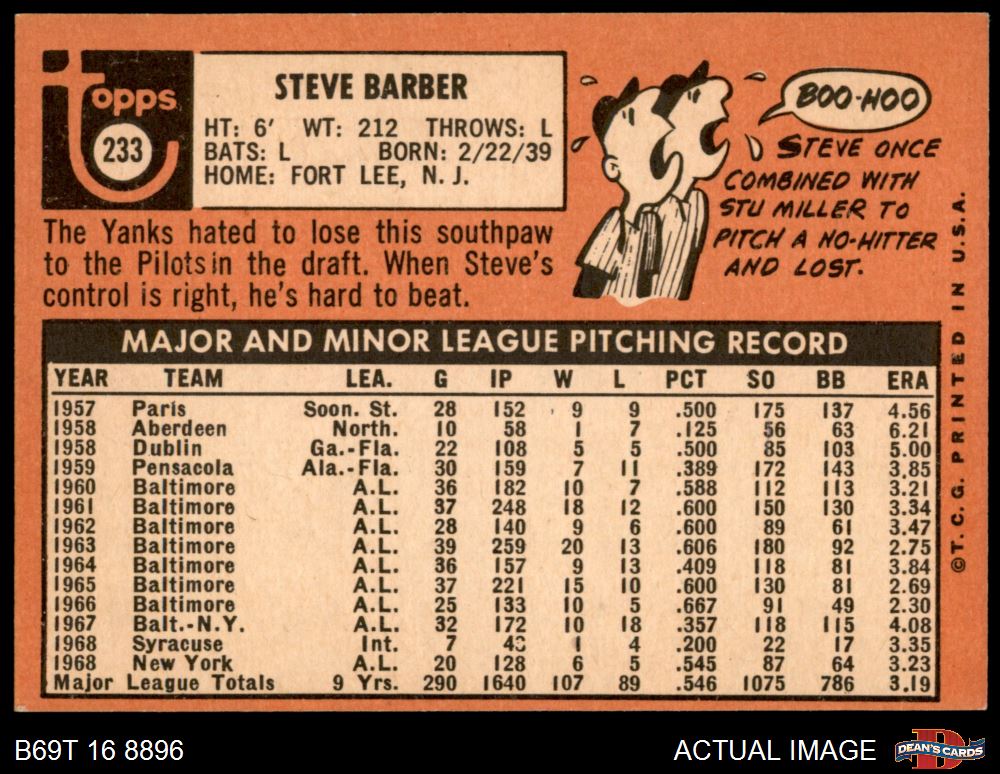 Topps
233
STEVE BARBER
HT: 6' WT: 212 THROWS: L
BATS: L BORN: 2/22/39
HOME: FORT LEE, N. J.
The Yanks hated to lose this southpaw
to the Pilots in the draft. When Steve's
control is right, he's hard to beat.
BOO-HOO
STEVE ONCE
COMBINED WITH
STU MILLER TO
PITCH A NO-HITTER
AND LOST.
MAJOR AND MINOR LEAGUE PITCHING RECORD
YEAR TEAM LEA. G IP W L PCT SO BB ERA
1957 Paris Soon. St. 28 152 9 9 .500 175 137 4.56
1958 Aberdeen North. 10 58 1 7 .125 56 63 6.21
1958 Dublin Ga.-Fla. 22 108 5 5 .500 85 103 5.00
1959 Pensacola Ala.-Fla. 30 159 7 11 .389 172 143 3.85
1960 Baltimore A.L. 36 182 10 7 .588 112 113 3.21
1961 Baltimore A.L. 37 248 18 12 .600 150 130 3.34
1962 Baltimore A.L. 28 140 9 6 .600 89 61 3.47
1963 Baltimore A.L. 39 259 20 13 .606 180 92 2.75
1964 Baltimore A.L. 36 157 9 13 .409 118 81 3.84
1965 Baltimore A.L. 37 221 15 10 .600 130 81 2.69
1966 Baltimore A.L. 25 133 10 5 .667 91 49 2.30
1967 Balt.-N.Y. A.L. 32 172 10 18 .357 118 115 4.08
1968 Syracuse Int. 7 1 4 .200 22 17 3.35
1968 New York A.L. 20 128 6 5 .545 87 64 3.23
Major League Totals 9 Yrs. 290 1640 107 89 .546 1075 786 3.19
©T. C. G. PRINTED IN U. S. A.
B69T 16 8896
ACTUAL IMAGE
DEAN'S CARDS